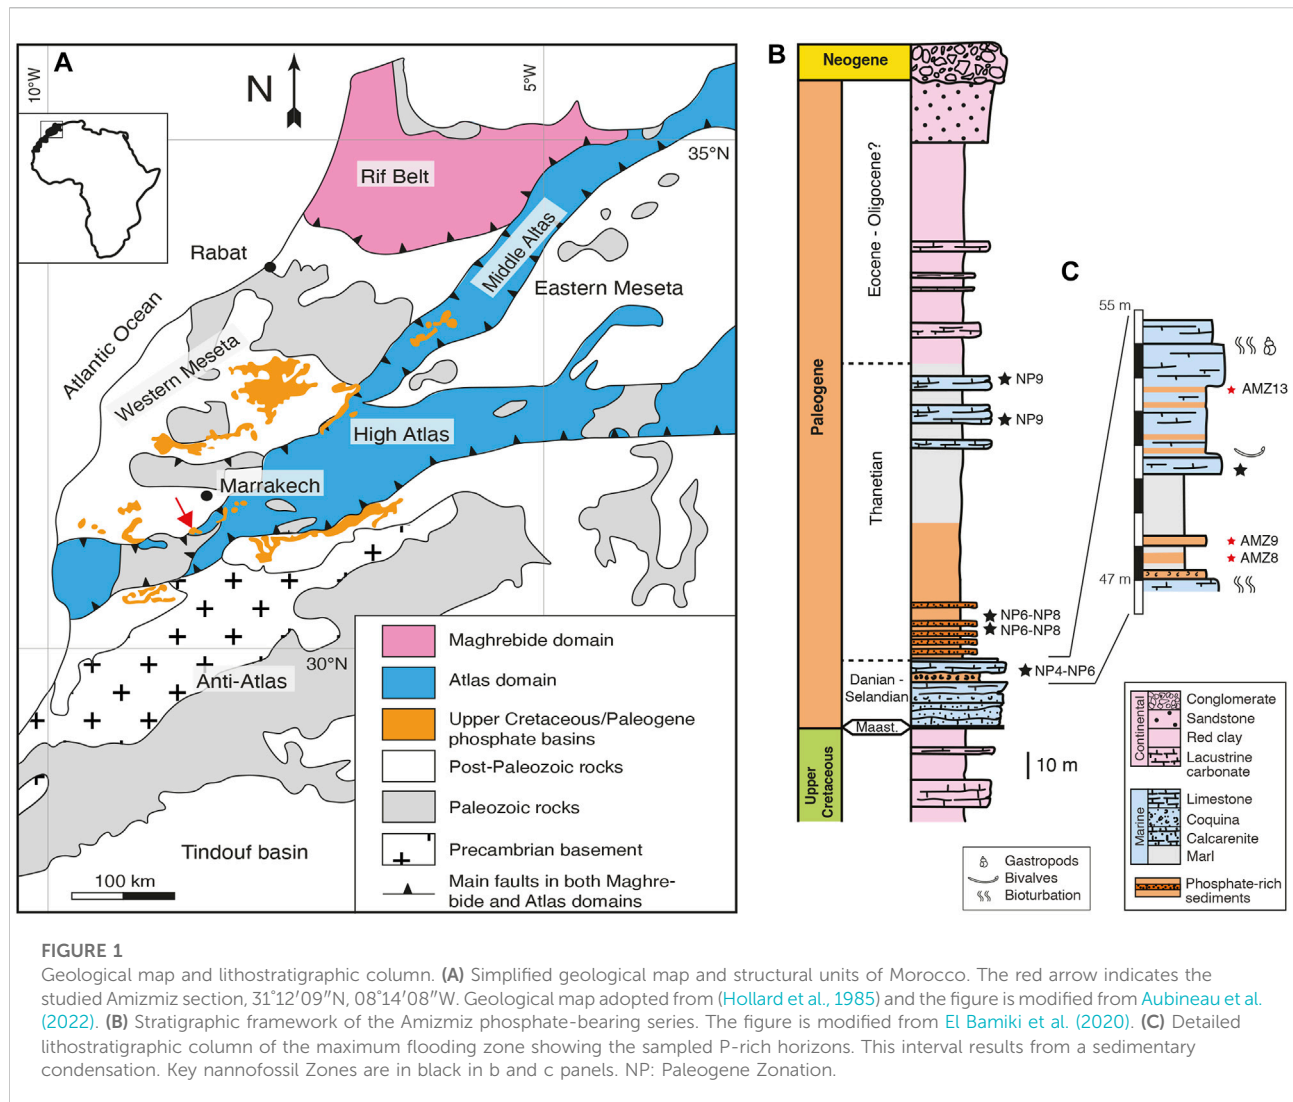 A
10°W
5°W
N
35°N
Rif Belt
Middle Altas
Rabat
Eastern Meseta
Atlantic Ocean
Western Meseta
High Atlas
Marrakech
30°N
Anti-Atlas
Tindouf basin
100 km
Maghrebide domain
Atlas domain
Upper Cretaceous/Paleogene
phosphate basins
Post-Paleozoic rocks
Paleozoic rocks
Precambrian basement
Main faults in both Maghre-
bide and Atlas domains
B
Neogene
Paleogene
Upper
Cretaceous
Eocene - Oligocene?
Thanetian
Danian -
Selandian
Maast.
NP9
NP9
NP6-NP8
NP6-NP8
NP4-NP6
10 m
C
55 m
47 m
AMZ13
AMZ9
AMZ8
Gastropods
Bivalves
Bioturbation
Continental
Conglomerate
Sandstone
Red clay
Lacustrine
carbonate
Marine
Limestone
Coquina
Calcarenite
Marl
Phosphate-rich
sediments
FIGURE 1
Geological map and lithostratigraphic column. (A) Simplified geological map and structural units of Morocco. The red arrow indicates the
studied Amizmiz section, 31°12′09″N, 08°14′08″W. Geological map adopted from (Hollard et al., 1985) and the figure is modified from Aubineau et al.
(2022). (B) Stratigraphic framework of the Amizmiz phosphate-bearing series. The figure is modified from El Bamiki et al. (2020). (C) Detailed
lithostratigraphic column of the maximum flooding zone showing the sampled P-rich horizons. This interval results from a sedimentary
condensation. Key nannofossil Zones are in black in b and c panels. NP: Paleogene Zonation.